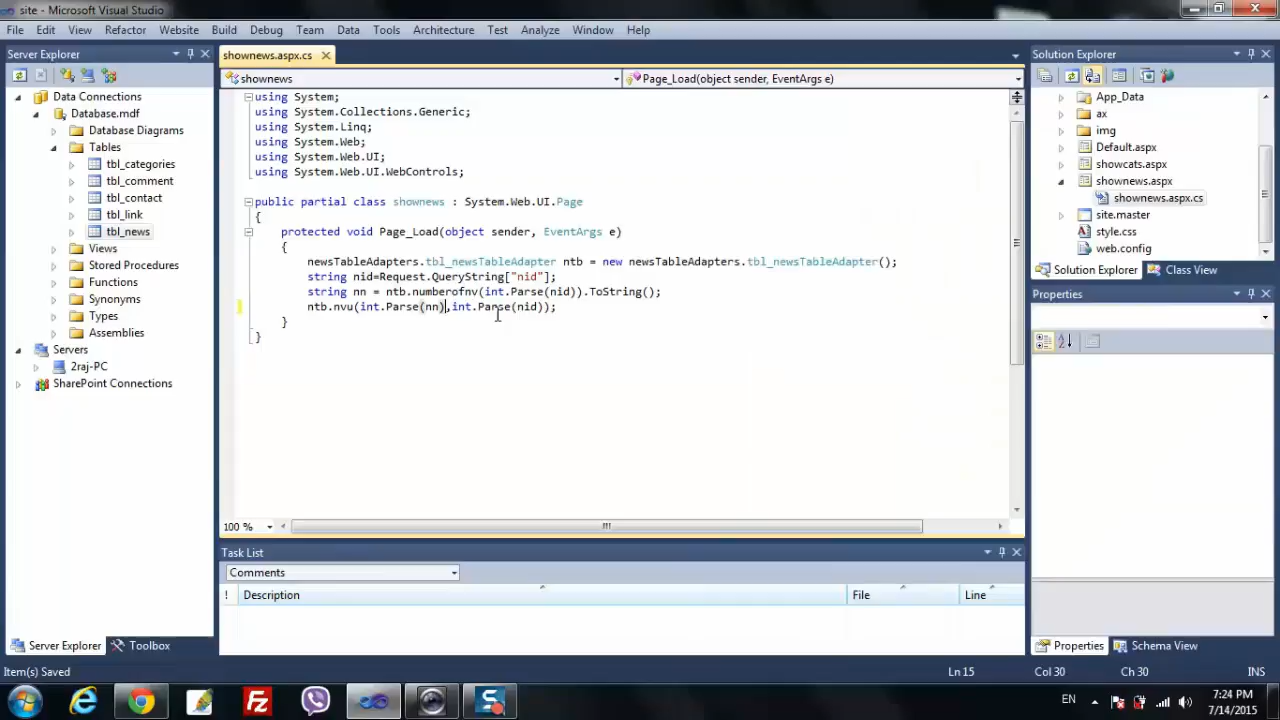 site - Microsoft Visual Studio
File Edit View Refactor Website Build Debug Team Data Tools Architecture Test Analyze Window Help
Server Explorer
Data Connections
Database.mdf
Database Diagrams
Tables
tbl_categories
tbl_comment
tbl_contact
tbl_link
tbl_news
Views
Stored Procedures
Functions
Synonyms
Types
Assemblies
Servers
2raj-PC
SharePoint Connections
Server Explorer Toolbox
shownews.aspx.cs
shownews Page_Load(object sender, EventArgs e)
using System;
using System.Collections.Generic;
using System.Linq;
using System.Web;
using System.Web.UI;
using System.Web.UI.WebControls;
public partial class shownews : System.Web.UI.Page
{
protected void Page_Load(object sender, EventArgs e)
{
newsTableAdapters.tbl_newsTableAdapter ntb = new newsTableAdapters.tbl_newsTableAdapter();
string nid=Request.QueryString["nid"];
string nn = ntb.numberofnv(int.Parse(nid)).ToString();
ntb.nvu(int.Parse(nn),int.Parse(nid));
}
}
100 %
Task List
Comments
! Description File Line
Solution Explorer
App_Data
ax
img
Default.aspx
showcats.aspx
shownews.aspx
shownews.aspx.cs
site.master
style.css
web.config
Solution Explorer Class View
Properties
Properties Schema View
Item(s) Saved Ln 15 Col 30 Ch 30 INS
EN 7:24 PM
7/14/2015